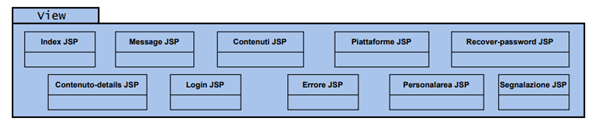 View
Index JSP
Message JSP
Contenuti JSP
Piattaforme JSP
Recover-password JSP
Contenuto-details JSP
Login JSP
Errore JSP
Personalarea JSP
Segnalazione JSP